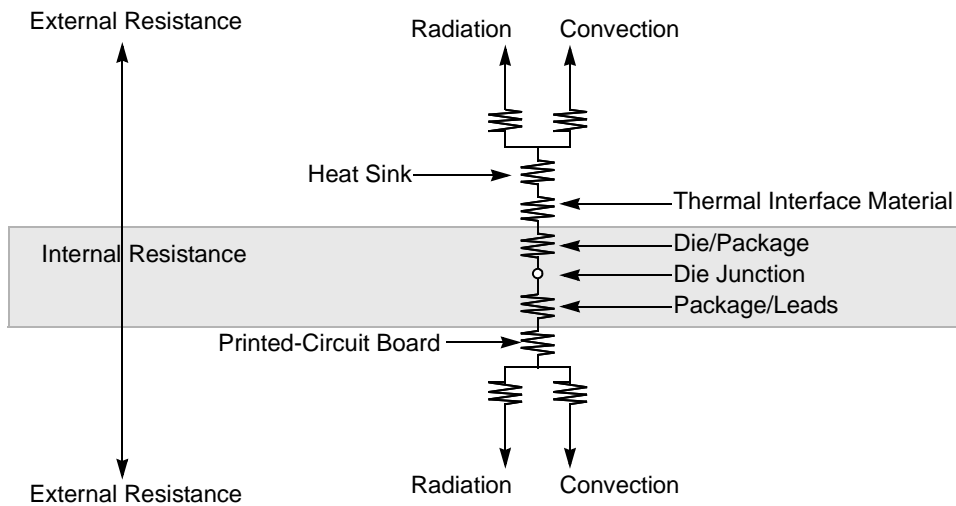 External Resistance
Radiation
Convection
Heat Sink
Thermal Interface Material
Internal Resistance
Die/Package
Die Junction
Package/Leads
Printed-Circuit Board
Radiation
Convection
External Resistance